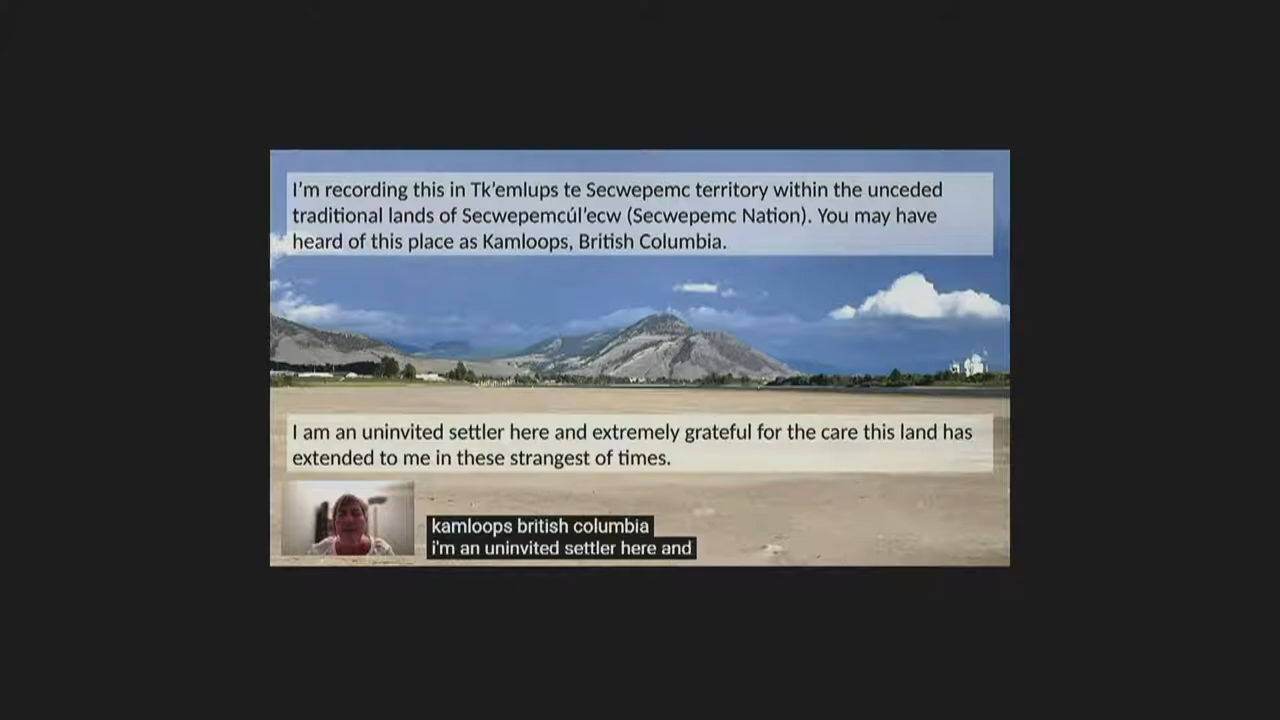 I'm recording this in Tk'emlups te Secwepemc territory within the unceded
traditional lands of Secwepemcúl'ecw (Secwepemc Nation). You may have
heard of this place as Kamloops, British Columbia.
I am an uninvited settler here and extremely grateful for the care this land has
extended to me in these strangest of times.
kamloops british columbia
i'm an uninvited settler here and